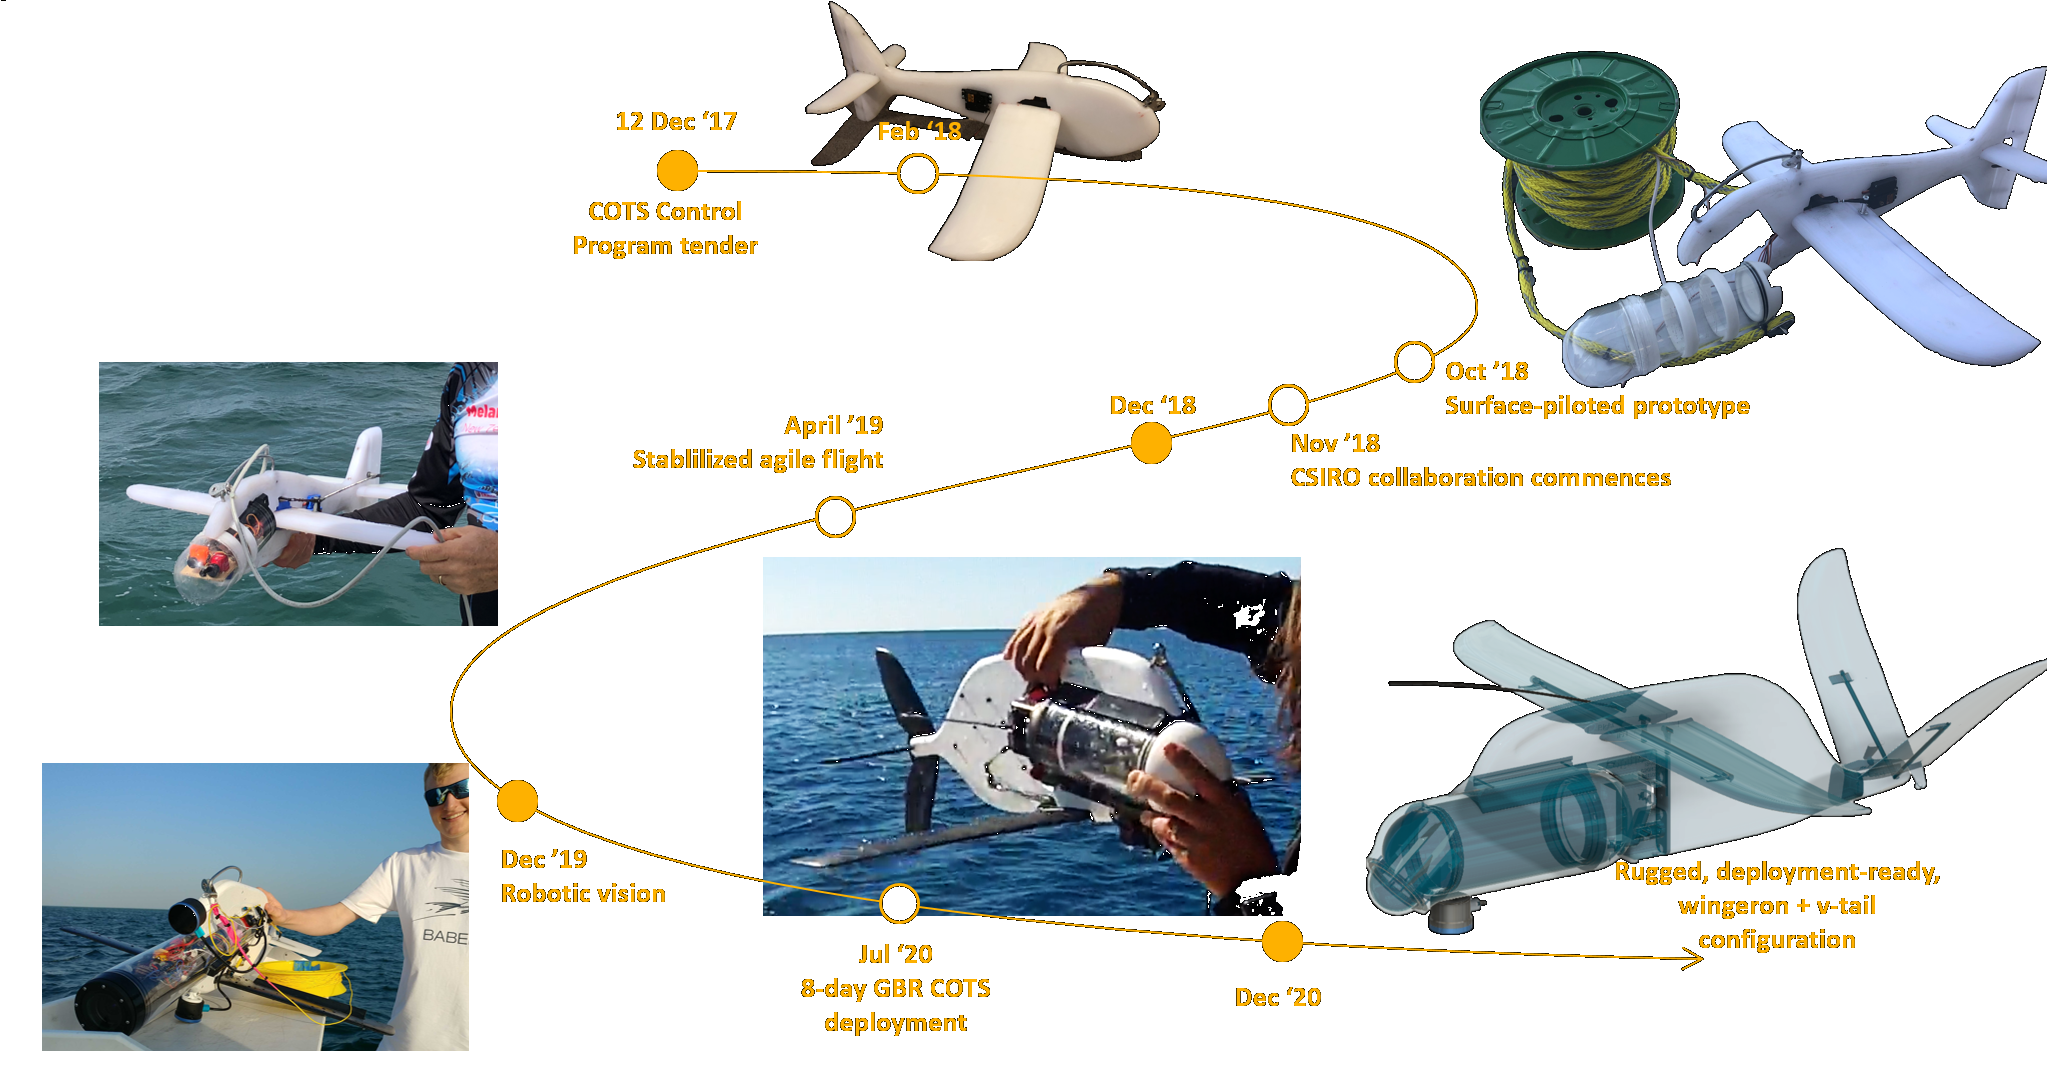 12 Dec ‘17
COTS Control
Program tender
Feb ‘18
Oct ’18
Surface-piloted prototype
Nov ’18
CSIRO collaboration commences
Dec ‘18
April ’19
Stablilized agile flight
Melan
Dec ’19
Robotic vision
BABE
Jul ‘20
8-day GBR COTS
deployment
Dec ‘20
Rugged, deployment-ready,
wingeron + v-tail
configuration